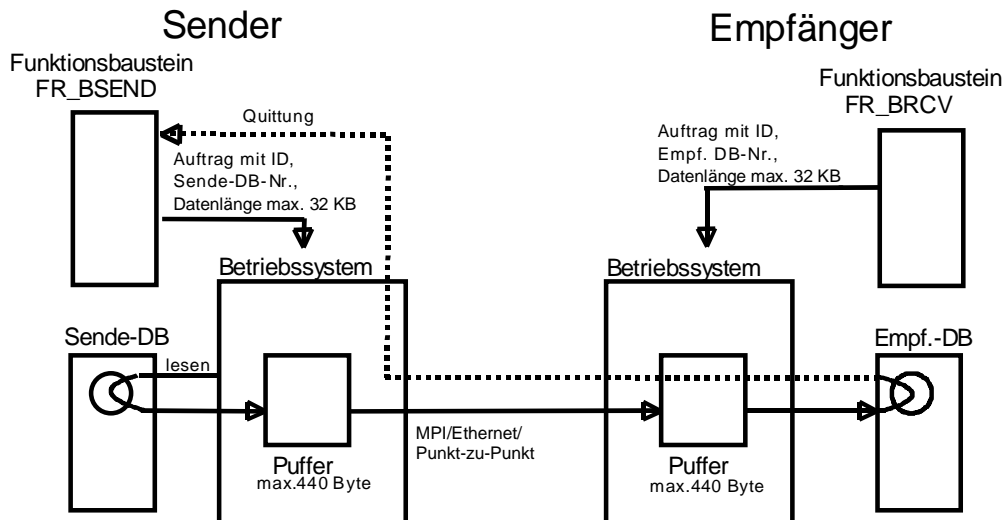 Sender
Empfänger
Funktionsbaustein
FR_BSEND
Funktionsbaustein
FR_BRCV
Quittung
Auftrag mit ID,
Sende-DB-Nr.,
Datenlänge max. 32 KB
Auftrag mit ID,
Empf. DB-Nr.,
Datenlänge max. 32 KB
Betriebssystem
Betriebssystem
Sende-DB
Empf.-DB
lesen
MPI/Ethernet/
Punkt-zu-Punkt
Puffer
max.440 Byte
Puffer
max.440 Byte